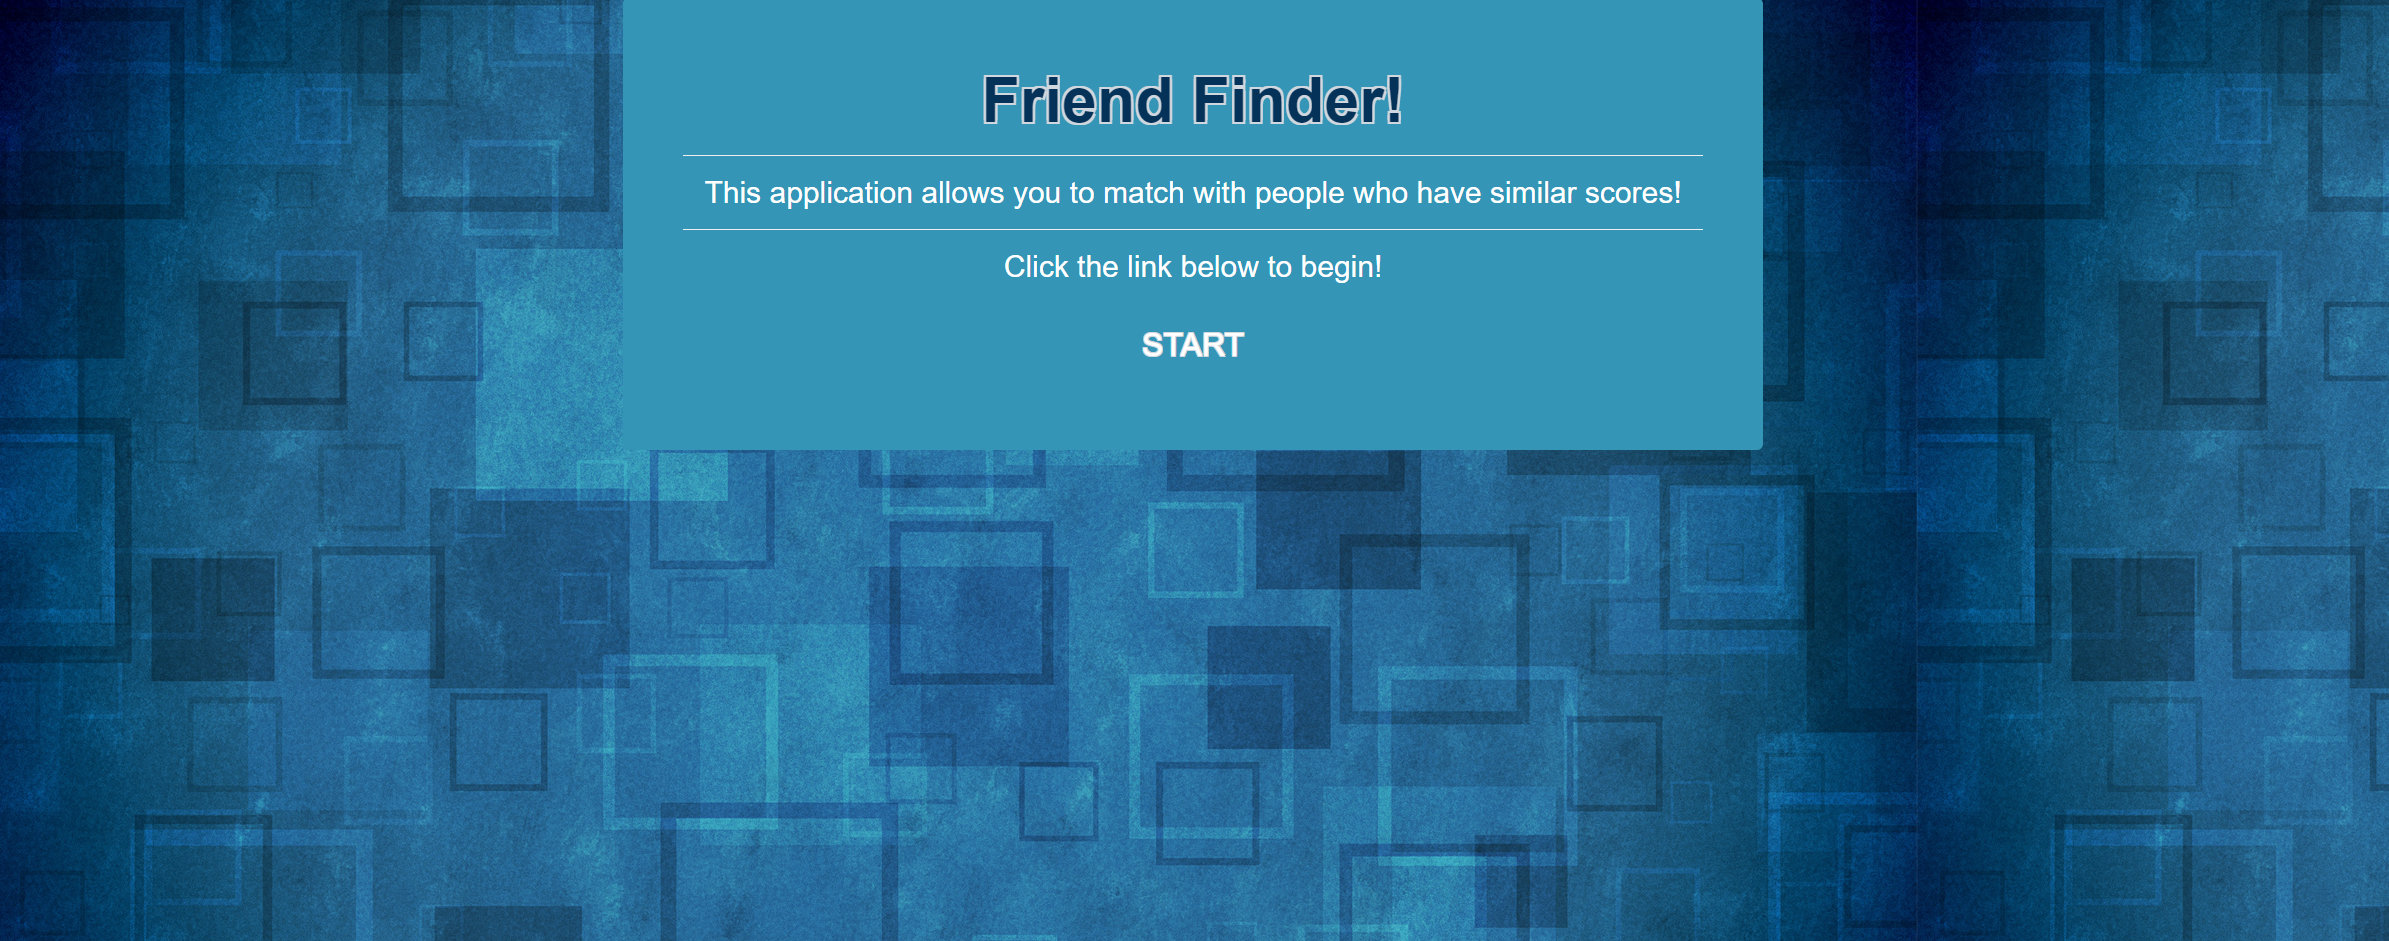 Friend Finder!
This application allows you to match with people who have similar scores!
Click the link below to begin!
START